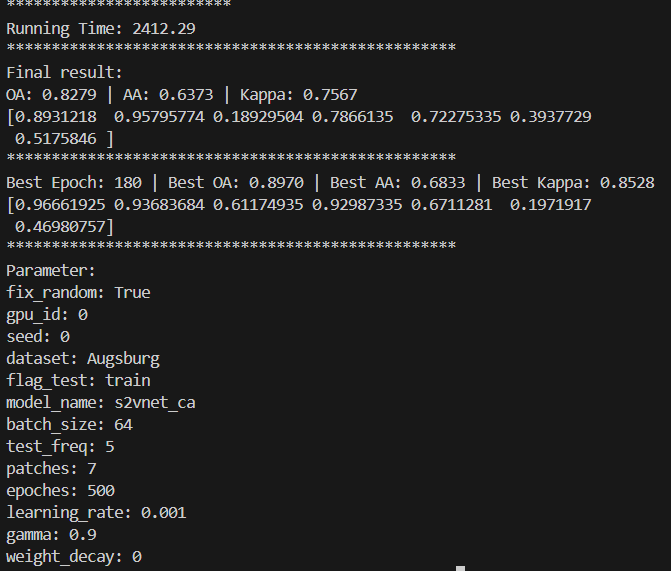 *************************
Running Time: 2412.29
**************************************************
Final result:
OA: 0.8279 | AA: 0.6373 | Kappa: 0.7567
[0.8931218  0.95795774 0.18929504 0.7866135  0.72275335 0.3937729
 0.5175846 ]
**************************************************
Best Epoch: 180 | Best OA: 0.8970 | Best AA: 0.6833 | Best Kappa: 0.8528
[0.96661925 0.93683684 0.61174935 0.92987335 0.6711281  0.1971917
 0.46980757]
**************************************************
Parameter:
fix_random: True
gpu_id: 0
seed: 0
dataset: Augsburg
flag_test: train
model_name: s2vnet_ca
batch_size: 64
test_freq: 5
patches: 7
epoches: 500
learning_rate: 0.001
gamma: 0.9
weight_decay: 0